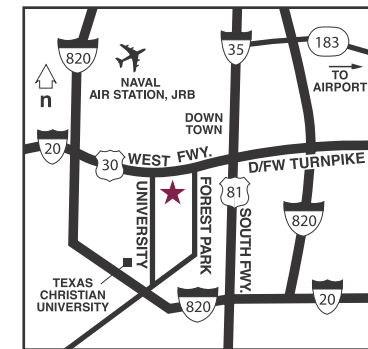 820
35
183
NAVAL
AIR STATION, JRB
TO
AIRPORT
n
DOWN
TOWN
20
30
WEST FWY.
D/FW TURNPIKE
UNIVERSITY
FOREST PARK
81
SOUTH FWY.
820
TEXAS
CHRISTIAN
UNIVERSITY
820
20